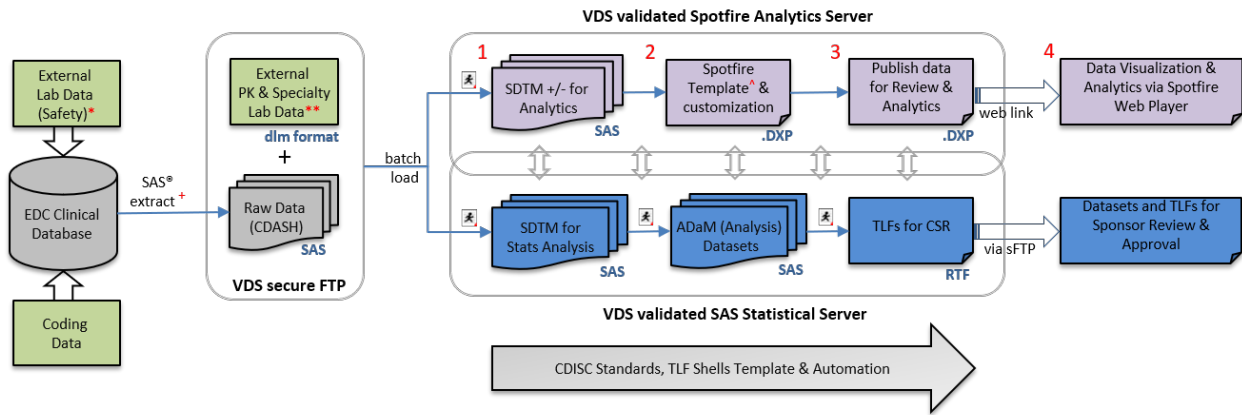 VDS validated Spotfire Analytics Server
External
Lab Data
(Safety)*
External
PK & Specialty
Lab Data**
dlm format
+
1
SDTM +/- for
Analytics
SAS
2
Spotfire
Template^ &
customization
.DXP
3
Publish data
for Review &
Analytics
.DXP
web link
4
Data Visualization &
Analytics via Spotfire
Web Player
EDC Clinical
Database
SAS®
extract +
Raw Data
(CDASH)
SAS
VDS secure FTP
batch
load
SDTM for
Stats Analysis
SAS
ADaM (Analysis)
Datasets
SAS
TLFs for CSR
RTF
via sFTP
Datasets and TLFs for
Sponsor Review &
Approval
Coding
Data
VDS validated SAS Statistical Server
CDISC Standards, TLF Shells Template & Automation